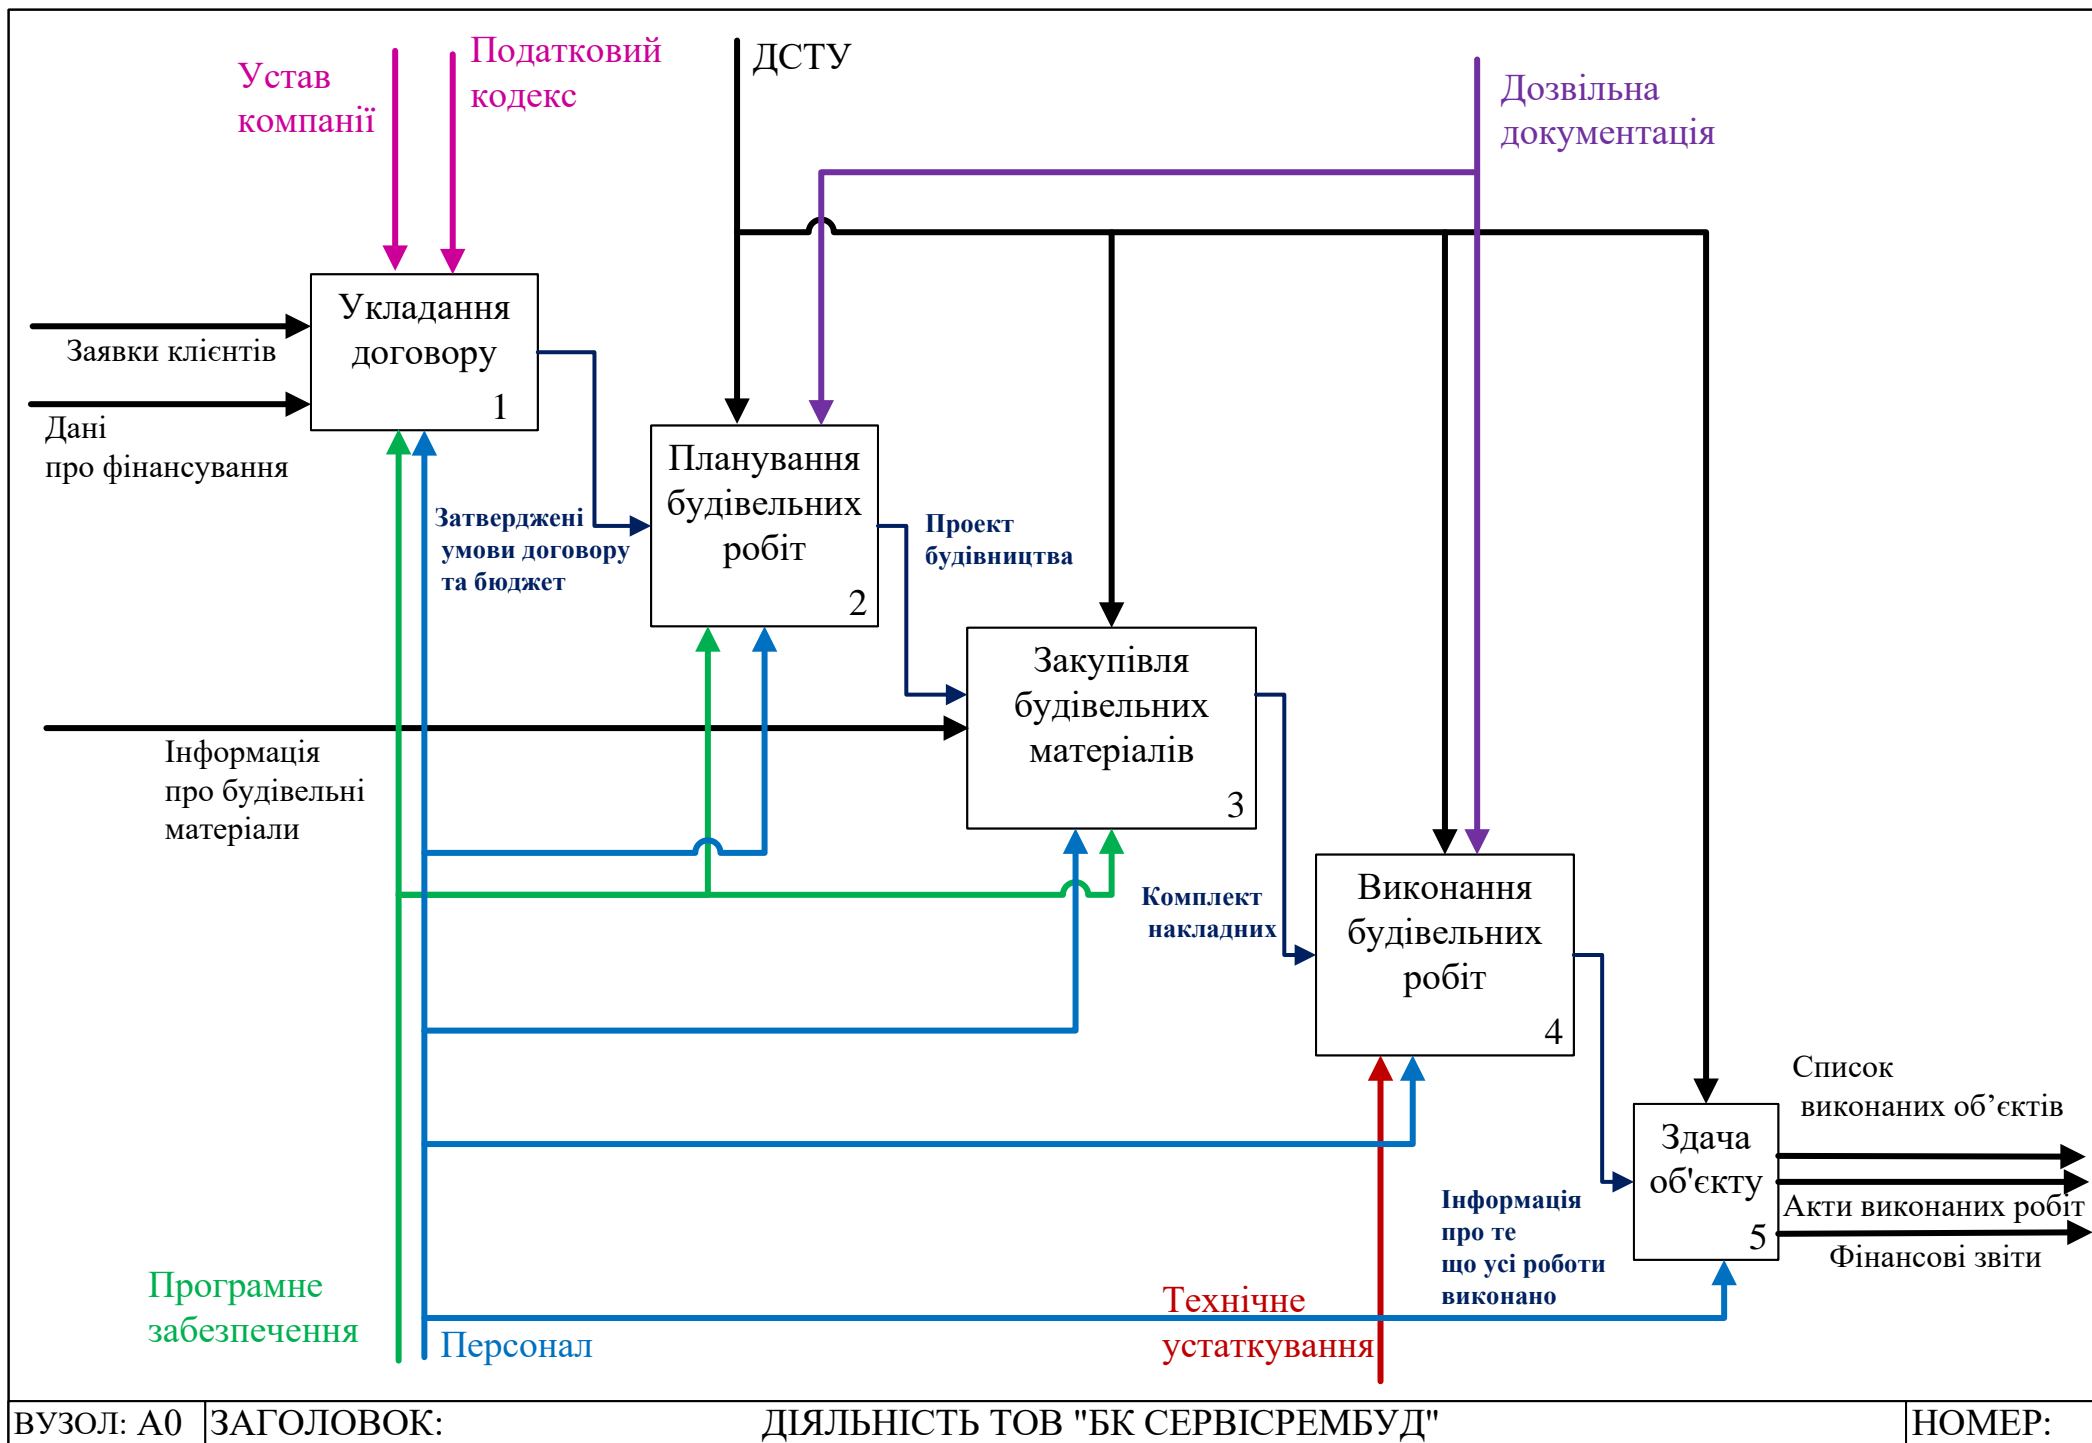 Устав
компанії
Податковий
кодекс
ДСТУ
Дозвільна
документація
Укладання
договору
1
Заявки клієнтів
Дані
про фінансування
Затверджені
умови договору
та бюджет
Планування
будівельних
робіт
2
Проект
будівництва
Закупівля
будівельних
матеріалів
3
Інформація
про будівельні
матеріали
Комплект
накладних
Виконання
будівельних
робіт
4
Список
виконаних об’єктів
Здача
об'єкту
5
Акти виконаних робіт
Фінансові звіти
Інформація
про те
що усі роботи
виконано
Програмне
забезпечення
Персонал
Технічне
устаткування
ВУЗОЛ: А0
ЗАГОЛОВОК:
ДІЯЛЬНІСТЬ ТОВ "БК СЕРВІСРЕМБУД"
НОМЕР: